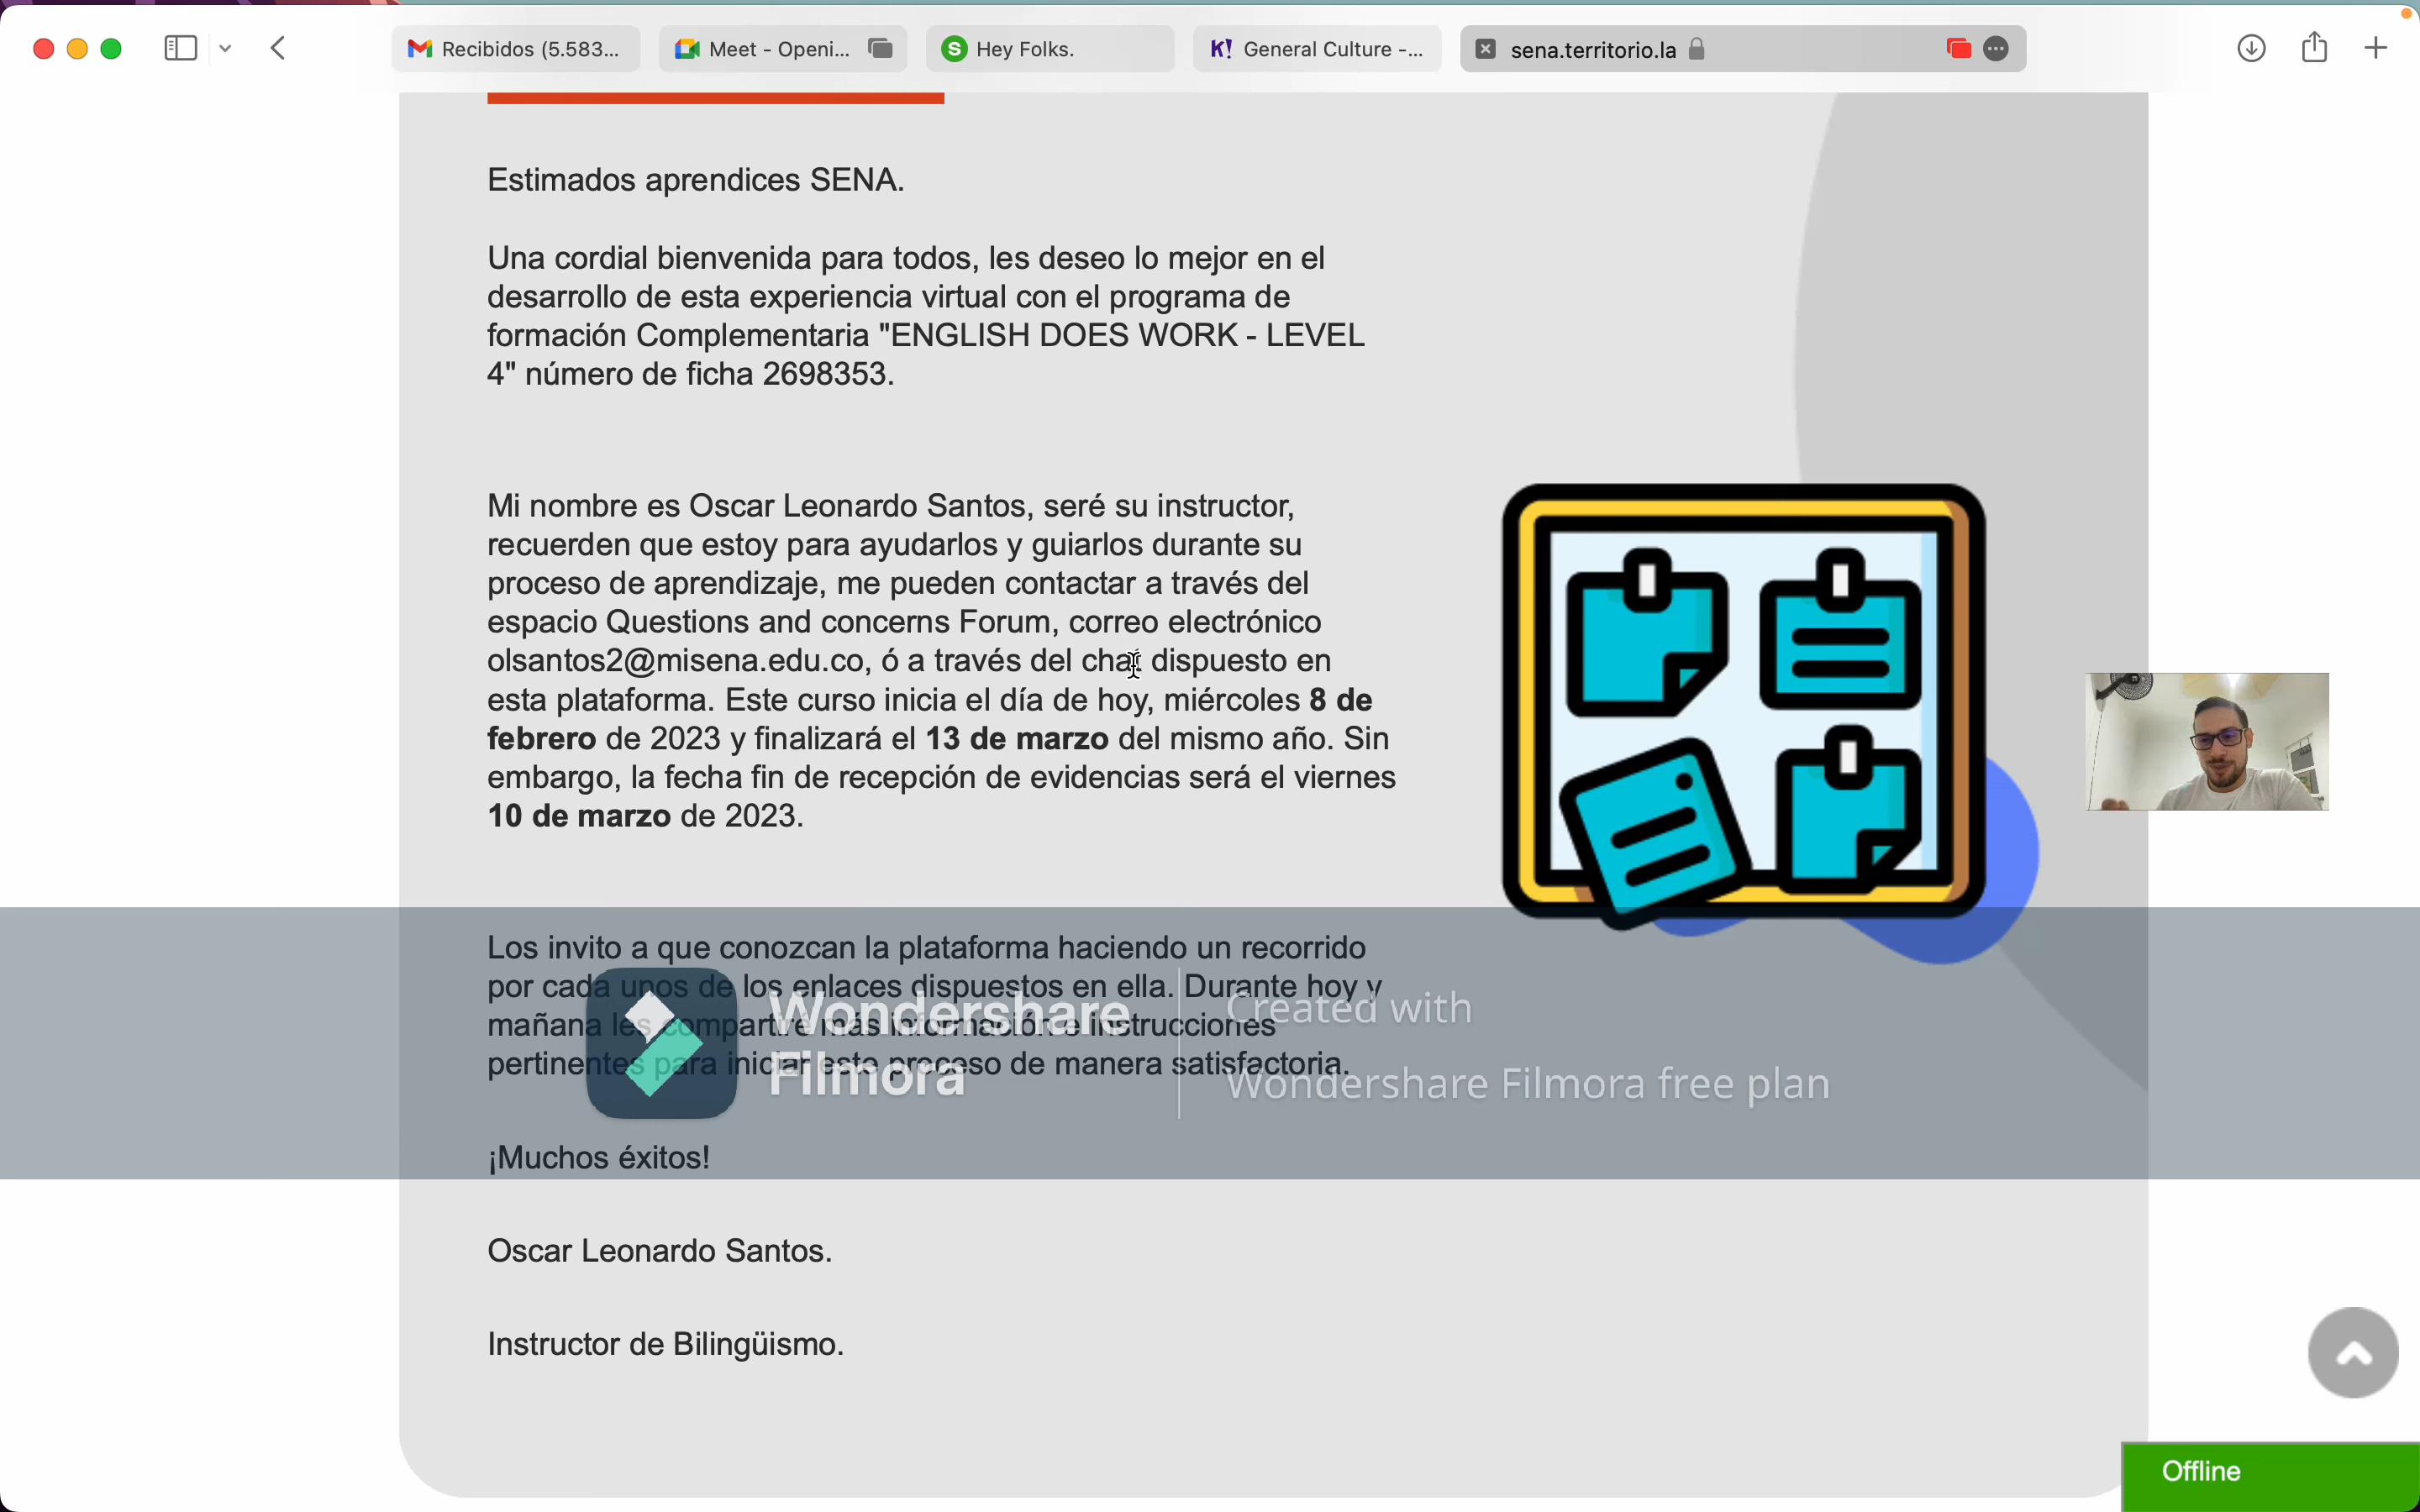 Recibidos (5.583...
Meet - Openi...
S Hey Folks.
K! General Culture -...
sena.territorio.la
Estimados aprendices SENA.
Una cordial bienvenida para todos, les deseo lo mejor en el
desarrollo de esta experiencia virtual con el programa de
formación Complementaria "ENGLISH DOES WORK - LEVEL
4" número de ficha 2698353.
Mi nombre es Oscar Leonardo Santos, seré su instructor,
recuerden que estoy para ayudarlos y guiarlos durante su
proceso de aprendizaje, me pueden contactar a través del
espacio Questions and concerns Forum, correo electrónico
olsantos2@misena.edu.co, ó a través del chat dispuesto en
esta plataforma. Este curso inicia el día de hoy, miércoles 8 de
febrero de 2023 y finalizará el 13 de marzo del mismo año. Sin
embargo, la fecha fin de recepción de evidencias será el viernes
10 de marzo de 2023.
Los invito a que conozcan la plataforma haciendo un recorrido
por cada unos de los enlaces dispuestos en ella. Durante hoy y
mañana les compartiré más información e instrucciones
pertinentes para iniciar este proceso de manera satisfactoria.
Wondershare
Filmora
Created with
Wondershare Filmora free plan
¡Muchos éxitos!
Oscar Leonardo Santos.
Instructor de Bilingüismo.
Offline